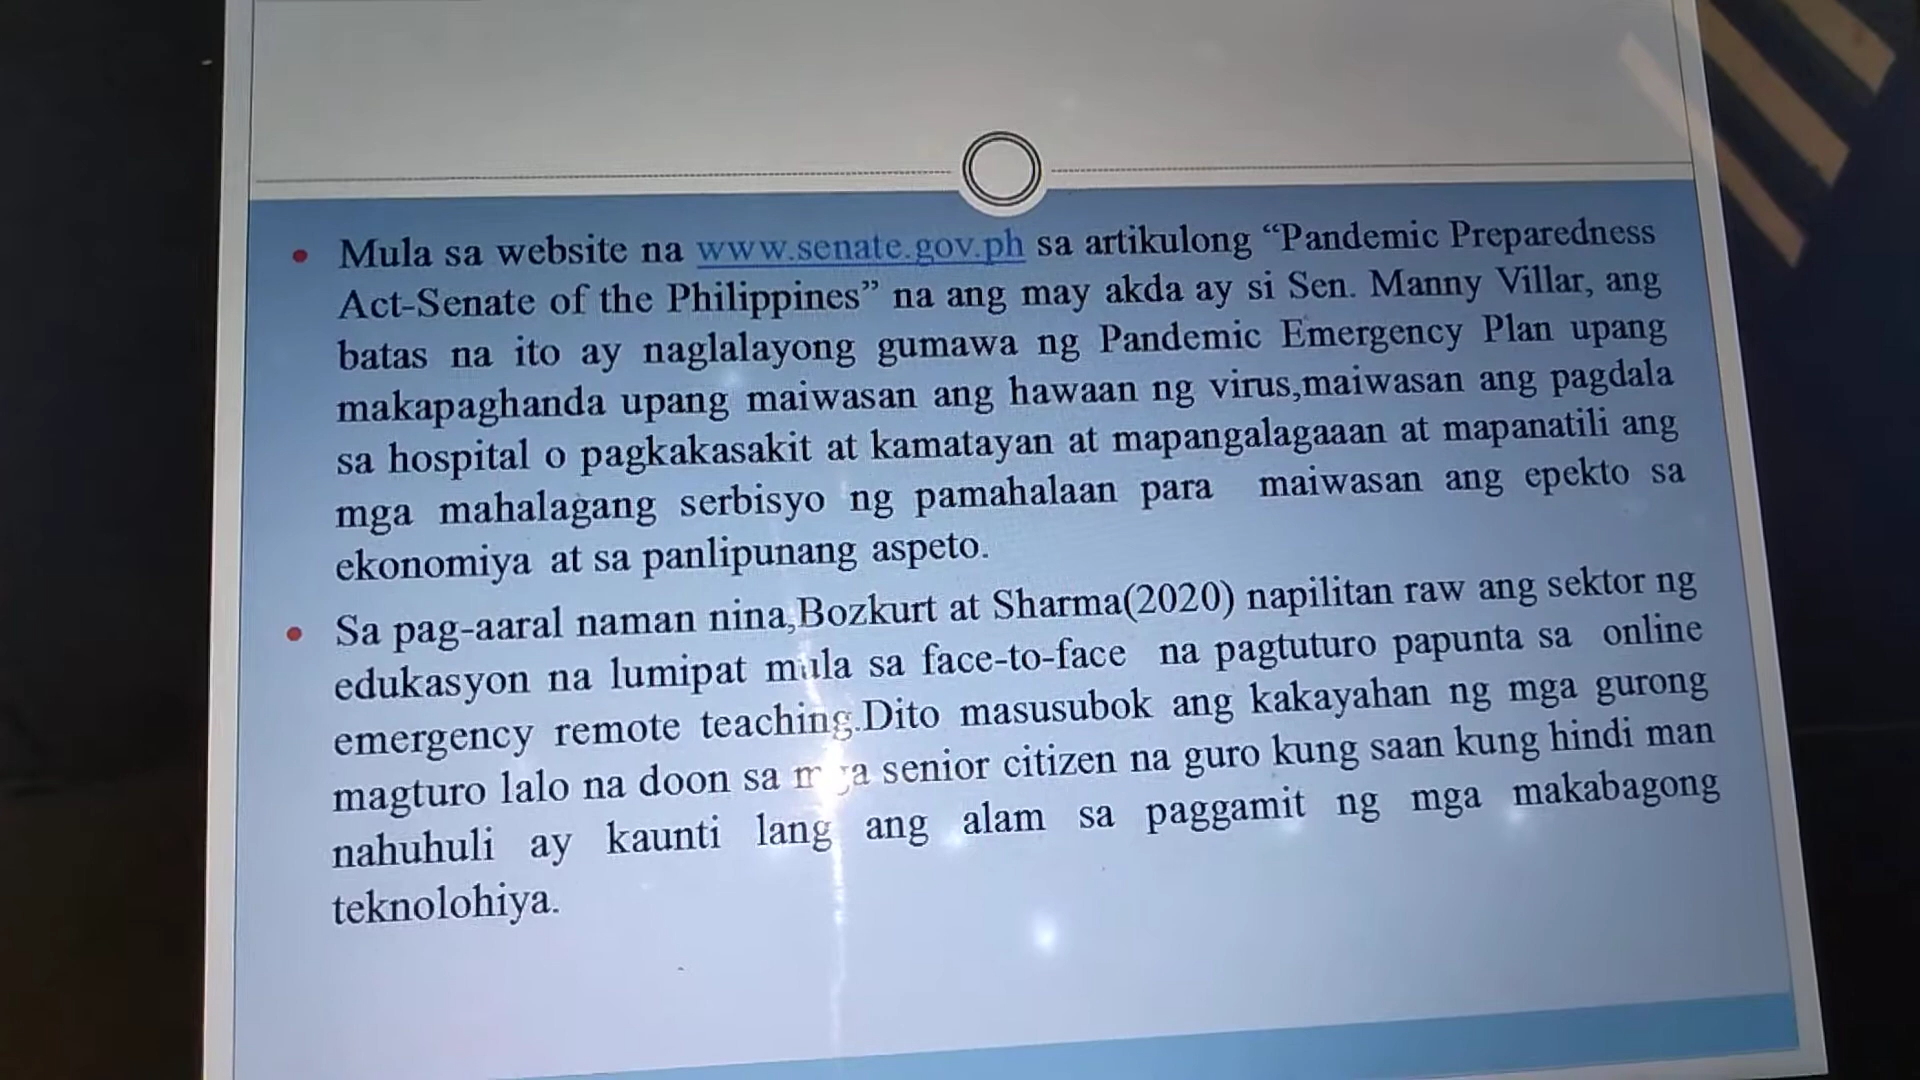 Mula sa website na www.senate.gov.ph sa artikulong “Pandemic Preparedness
Act-Senate of the Philippines” na ang may akda ay si Sen. Manny Villar, ang
batas na ito ay naglalayong gumawa ng Pandemic Emergency Plan upang
makapaghanda upang maiwasan ang hawaan ng virus,maiwasan ang pagdala
sa hospital o pagkakasakit at kamatayan at mapangalagaaan at mapanatili ang
mga mahalagang serbisyo ng pamahalaan para maiwasan ang epekto sa
ekonomiya at sa panlipunang aspeto.
Sa pag-aaral naman nina,Bozkurt at Sharma(2020) napilitan raw ang sektor ng
edukasyon na lumipat mula sa face-to-face na pagtuturo papunta sa online
emergency remote teaching.Dito masusubok ang kakayahan ng mga gurong
magturo lalo na doon sa mga senior citizen na guro kung saan kung hindi man
nahuhuli ay kaunti lang ang alam sa paggamit ng mga makabagong
teknolohiya.